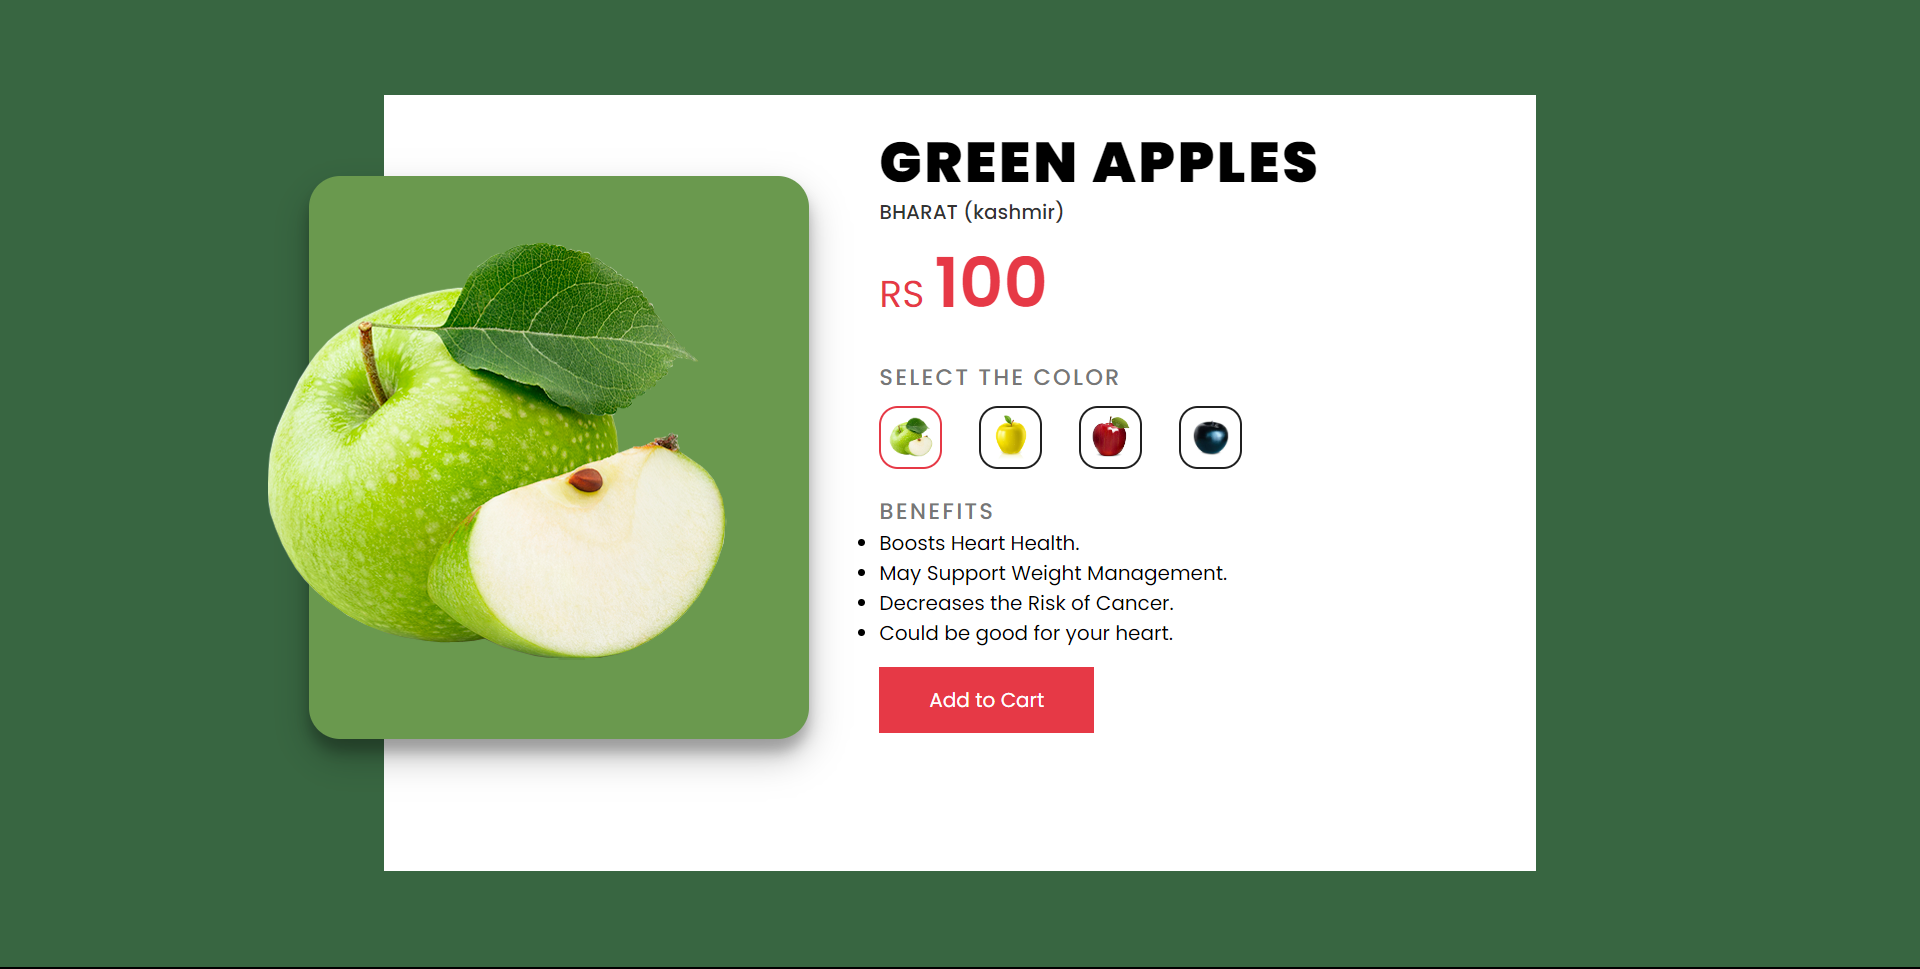 GREEN APPLES
BHARAT (kashmir)
RS 100
SELECT THE COLOR
BENEFITS
Boosts Heart Health.
May Support Weight Management.
Decreases the Risk of Cancer.
Could be good for your heart.
Add to Cart